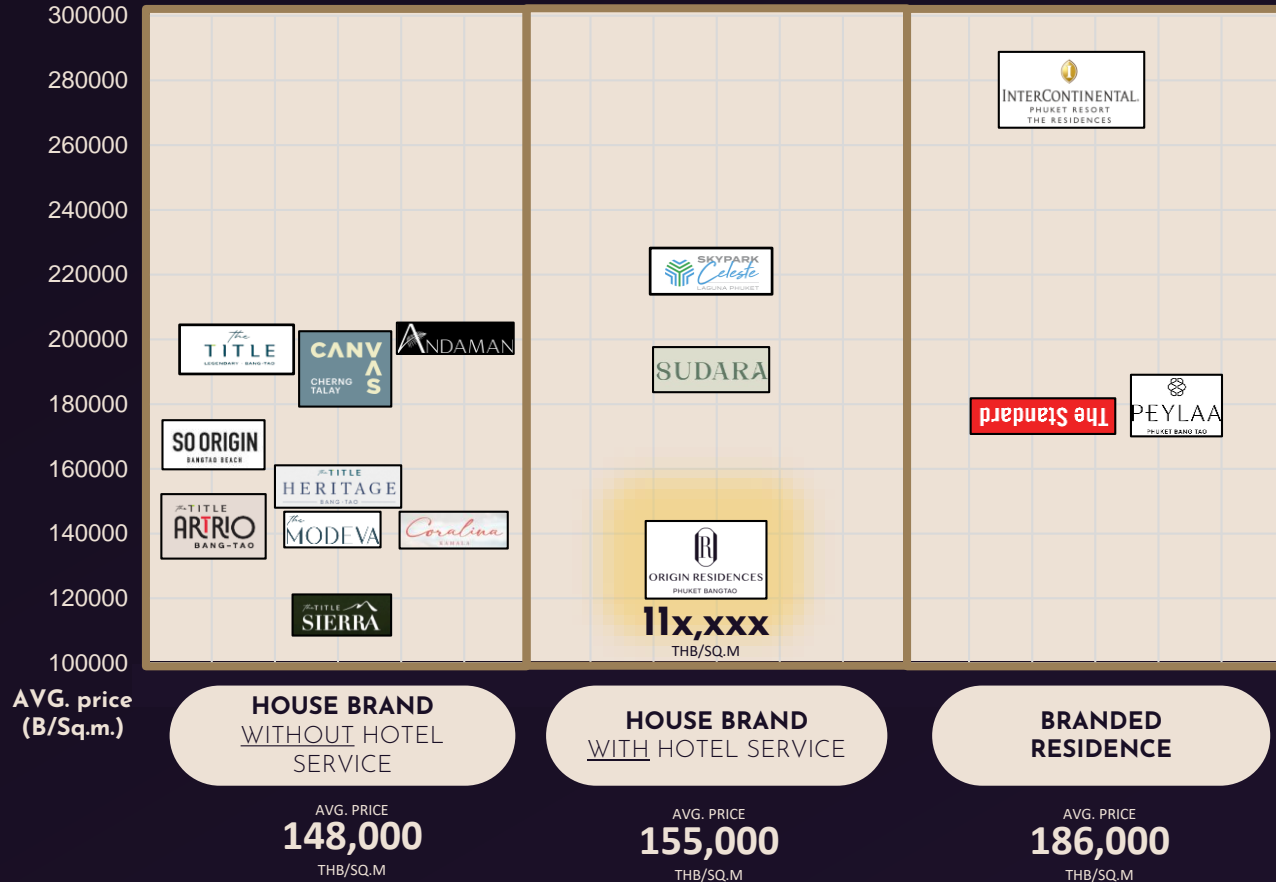 300000
280000
260000
240000
220000
200000
180000
160000
140000
120000
100000
AVG. price
(B/Sq.m.)
The
TITLE
LEGENDARY BANG-TAO
CANVAS
CHERNG
TALAY
ANDAMAN
SO ORIGIN
BANGTAO BEACH
The TITLE
HERITAGE
BANG-TAO
The TITLE
ARTRIO
BANG-TAO
The
MODEVA
Coralina
KAMALA
The TITLE
SIERRA
SKYPARK
Celeste
LAGUNA PHUKET
SUDARA
R
ORIGIN RESIDENCES
PHUKET BANGTAO
11x,xxx
THB/SQ.M
INTERCONTINENTAL.
PHUKET RESORT
THE RESIDENCES
The Standard
PEYLAA
PHUKET BANG TAO
HOUSE BRAND
WITHOUT HOTEL
SERVICE
AVG. PRICE
148,000
THB/SQ.M
HOUSE BRAND
WITH HOTEL SERVICE
AVG. PRICE
155,000
THB/SQ.M
BRANDED
RESIDENCE
AVG. PRICE
186,000
THB/SQ.M